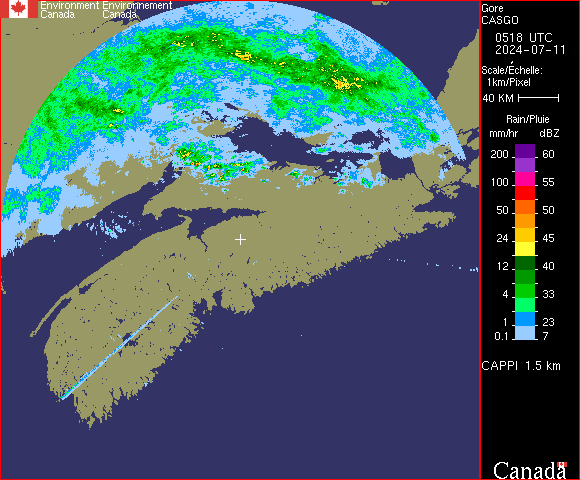 Environment Environnement
Canada Canada
Gore
CASGO
0518 UTC
2024-07-11
Scale/Échelle:
1km/Pixel
40 KM
Rain/Pluie
mm/hr dBZ
200 60
100 55
50 50
24 45
12 40
4 33
1 23
0.1 7
CAPPI 1.5 km
Canada